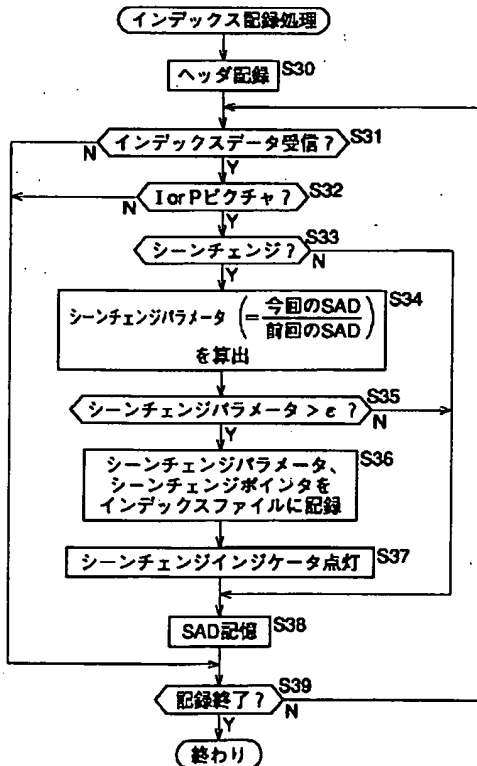 インデックス記録処理
ヘッダ記録 S30
インデックスデータ受信? S31
N
Y
I or Pピクチャ? S32
N
Y
シーンチェンジ? S33
N
Y
シーンチェンジパラメータ (=今回のSAD/前回のSAD) S34
を算出
シーンチェンジパラメータ > ε ? S35
N
Y
シーンチェンジパラメータ、 S36
シーンチェンジポインタを
インデックスファイルに記録
シーンチェンジインジケータ点灯 S37
SAD記憶 S38
記録終了? S39
N
Y
終わり